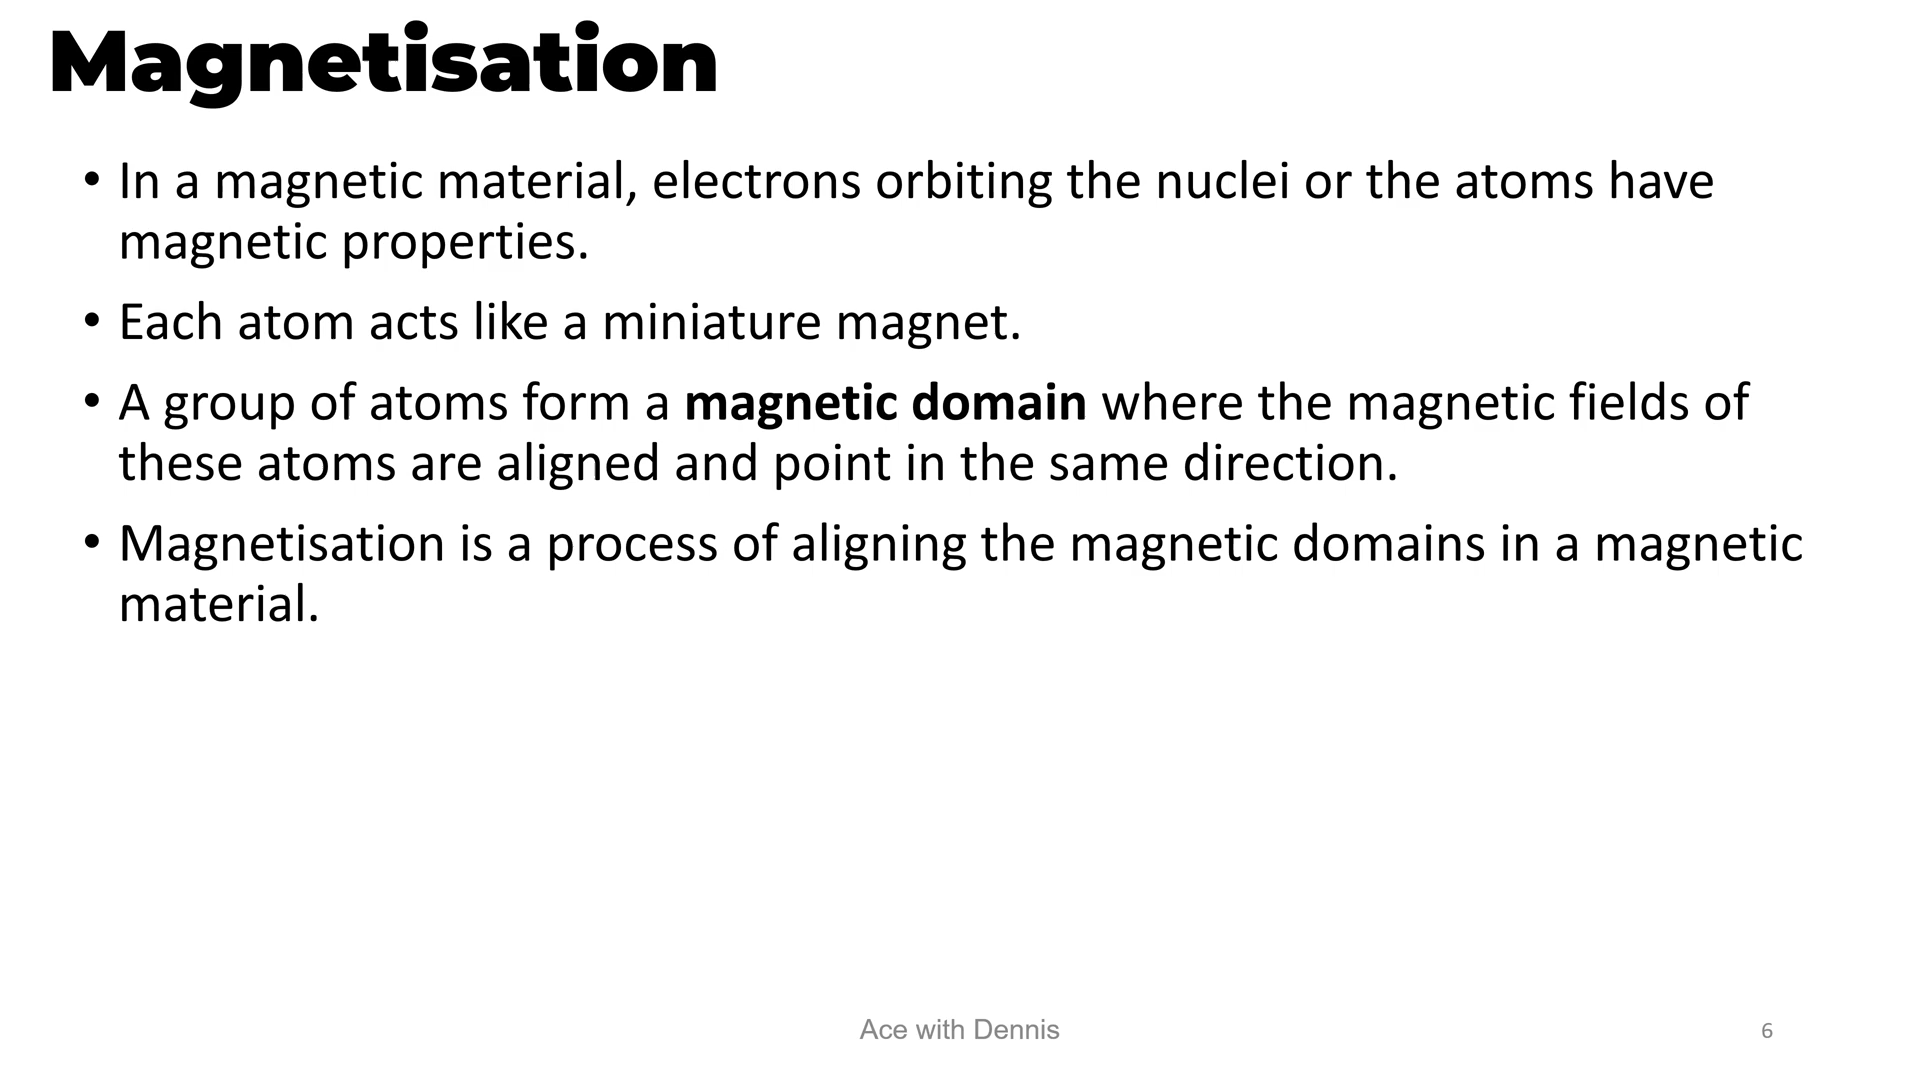 Magnetisation
• In a magnetic material, electrons orbiting the nuclei or the atoms have
magnetic properties.
• Each atom acts like a miniature magnet.
• A group of atoms form a magnetic domain where the magnetic fields of
these atoms are aligned and point in the same direction.
• Magnetisation is a process of aligning the magnetic domains in a magnetic
material.
Ace with Dennis
6